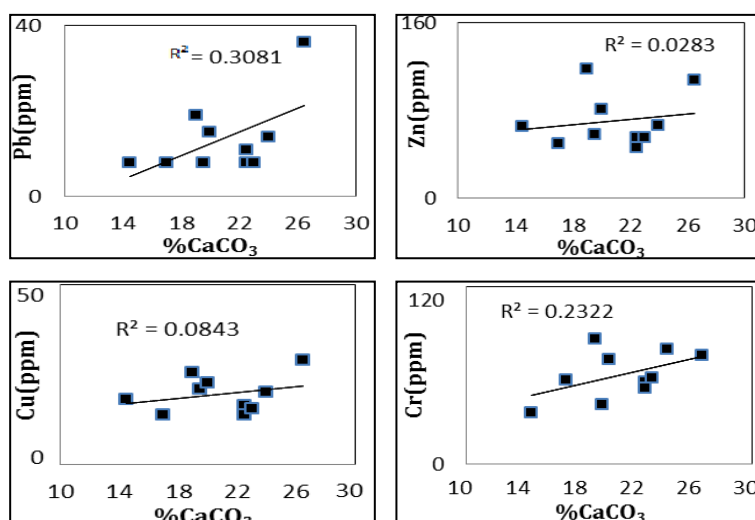 40
R² = 0.3081
Pb(ppm)
0
10 14 18 22 26 30
%CaCO₃
160
R² = 0.0283
Zn(ppm)
0
10 14 18 22 26 30
%CaCO₃
50
R² = 0.0843
Cu(ppm)
0
10 14 18 22 26 30
%CaCO₃
120
R² = 0.2322
Cr(ppm)
0
10 14 18 22 26 30
%CaCO₃